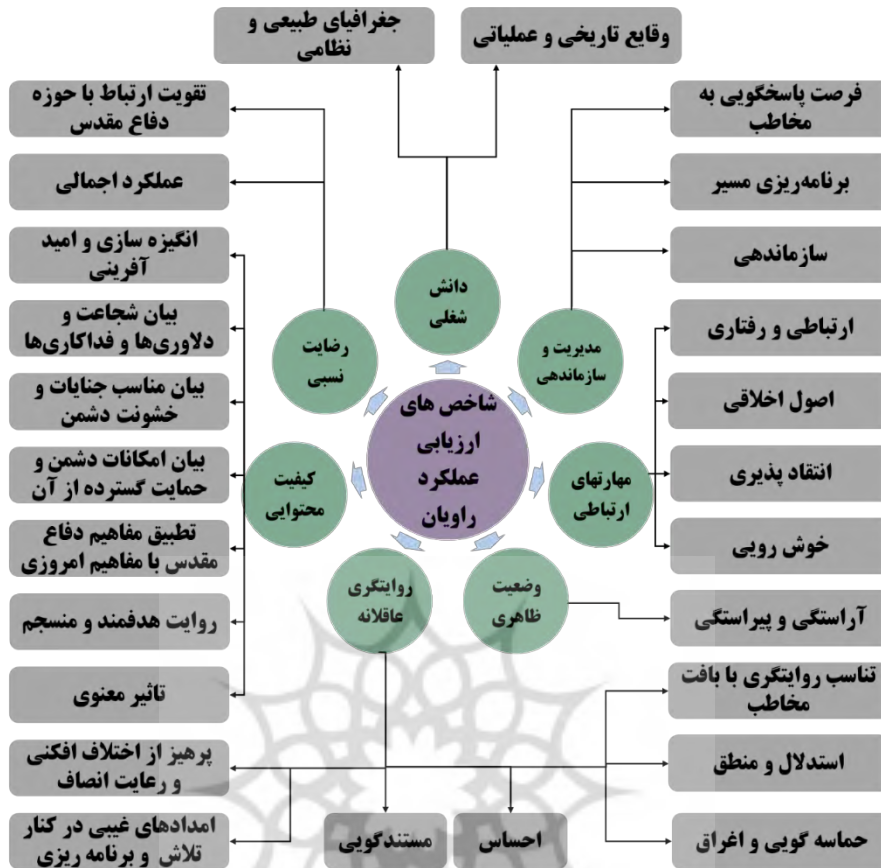 جغرافیای طبیعی و
نظامی
وقایع تاریخی و عملیاتی
فرصت پاسخگویی به
مخاطب
برنامه‌ریزی مسیر
سازماندهی
ارتباطی و رفتاری
اصول اخلاقی
انتقاد پذیری
خوش رویی
آراستگی و پیراستگی
تناسب روایتگری با بافت
مخاطب
استدلال و منطق
حماسه گویی و اغراق
تقویت ارتباط با حوزه
دفاع مقدس
عملکرد اجمالی
انگیزه سازی و امید
آفرینی
بیان شجاعت و
دلاوری‌ها و فداکاری‌ها
بیان مناسب جنایات و
خشونت دشمن
بیان امکانات دشمن و
حمایت گسترده از آن
تطبیق مفاهیم دفاع
مقدس با مفاهیم امروزی
روایت هدفمند و منسجم
تاثیر معنوی
پرهیز از اختلاف افکنی
و رعایت انصاف
امدادهای غیبی در کنار
تلاش و برنامه ریزی
مستندگویی
احساس
دانش
شغلی
مدیریت و
سازماندهی
مهارتهای
ارتباطی
وضعیت
ظاهری
روایتگری
عاقلانه
کیفیت
محتوایی
رضایت
نسبی
شاخص های
ارزیابی
عملکرد
راویان